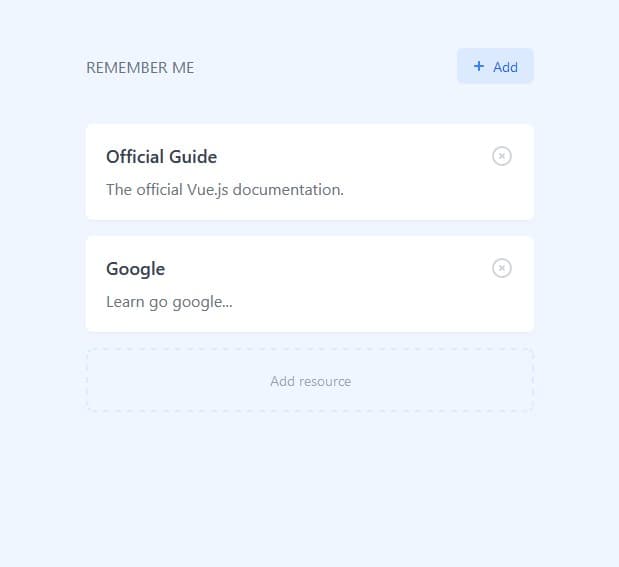 REMEMBER ME
+ Add
Official Guide
The official Vue.js documentation.
Google
Learn go google...
Add resource